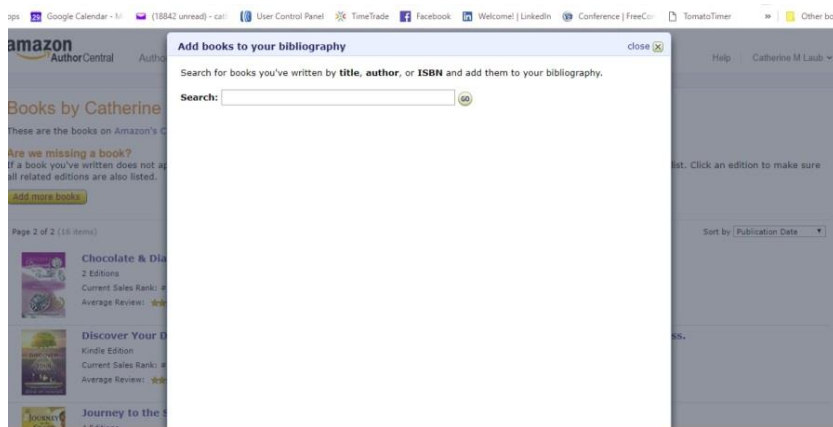 ops 29 Google Calendar - M (18842 unread) - cat User Control Panel TimeTrade Facebook Welcome! | LinkedIn Conference | FreeCon TomatoTimer » Other bo
amazon
AuthorCentral Autho Help Catherine M Laub
Add books to your bibliography close X
Search for books you've written by title, author, or ISBN and add them to your bibliography.
Search: GO
Books by Catherine
These are the books on Amazon's C
Are we missing a book?
If a book you've written does not ap list. Click an edition to make sure
all related editions are also listed.
Add more books
Page 2 of 2 (16 items) Sort by Publication Date
Chocolate & Dia
2 Editions
Current Sales Rank: #
Average Review:
Discover Your D ss.
Kindle Edition
Current Sales Rank: #
Average Review:
JOURNEY
Journey to the S